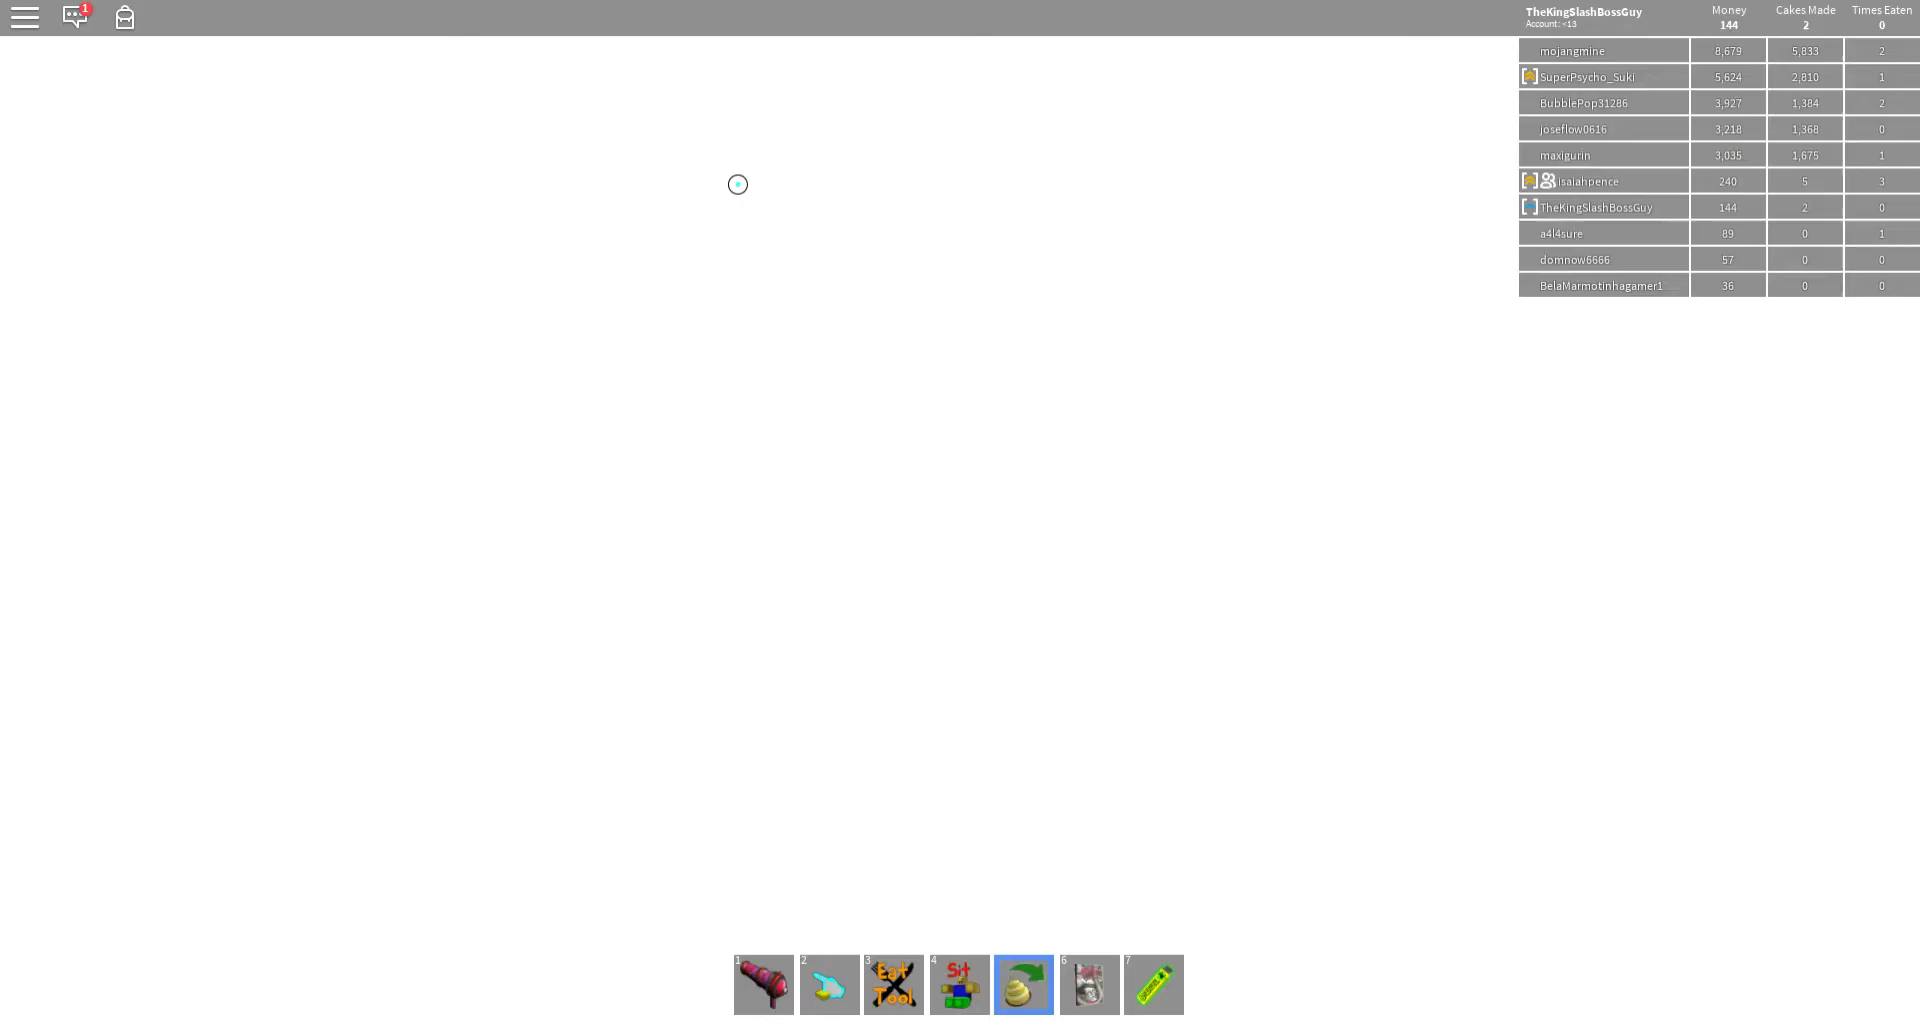 1
TheKingSlashBossGuy Money Cakes Made Times Eaten
Account: <13 144 2 0
mojangmine 8,679 5,833 2
SuperPsycho_Suki 5,624 2,810 1
BubblePop31286 3,927 1,384 2
joseflow0616 3,218 1,368 0
maxigurin 3,035 1,675 1
isaiahpence 240 5 3
TheKingSlashBossGuy 144 2 0
a4l4sure 89 0 1
domnow6666 57 0 0
BelaMarmotinhagamer1 36 0 0
1 2 3 4 6 7
Eat Sit
Tool